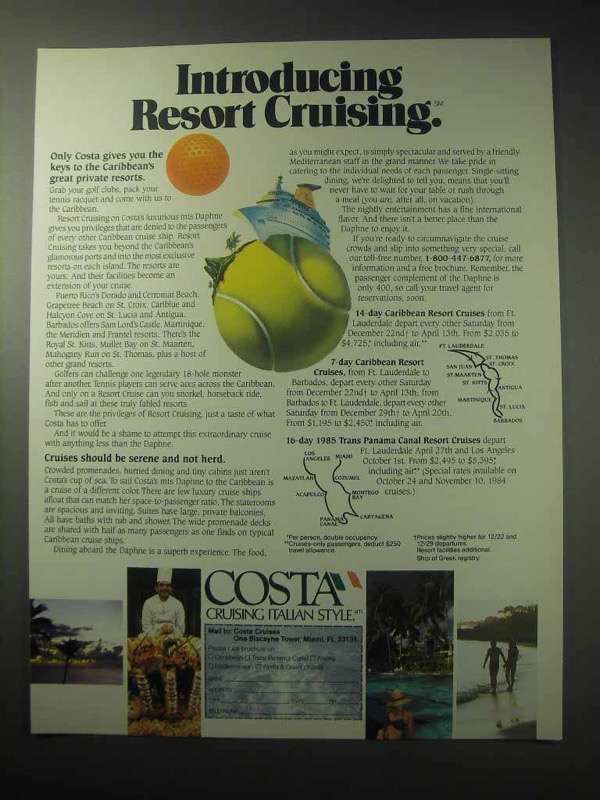 Introducing
Resort Cruising.
SM
Only Costa gives you the
keys to the Caribbean's
great private resorts.
Grab your golf clubs, pack your
tennis racquet and come with us to
the Caribbean.
Resort Cruising on Costa's luxurious mts Daphne
gives you privileges that are denied to the passengers
of every other Caribbean cruise ship. Resort
Cruising takes you beyond the Caribbean's
glamorous ports and into the most exclusive
resorts on each island. The resorts are
yours. And their facilities become an
extension of your cruise.
Puerto Rico's Dorado and Cerromar Beach.
Grapetree Beach on St. Croix. Cariblue and
Halcyon Cove on St. Lucia and Antigua.
Barbados offers Sam Lord's Castle. Martinique,
the Meridien and Frantel resorts. There's the
Royal St. Kitts, Mullet Bay on St. Maarten,
Mahogany Run on St. Thomas, plus a host of
other grand resorts.
Golfers can challenge one legendary 18-hole monster
after another. Tennis players can serve aces across the Caribbean.
And only on a Resort Cruise can you snorkel, horseback ride,
fish and sail at these truly fabled resorts.
These are the privileges of Resort Cruising, just a taste of what
Costa has to offer.
And it would be a shame to attempt this extraordinary cruise
with anything less than the Daphne.
Cruises should be serene and not herd.
Crowded promenades, hurried dining and tiny cabins just aren't
Costa's cup of sea. To sail Costa's mts Daphne to the Caribbean is
a cruise of a different color. There are few luxury cruise ships
afloat that can match her space-to-passenger ratio. The staterooms
are spacious and inviting. Suites have large, private balconies.
All have baths with tub and shower. The wide promenade decks
are shared with half as many passengers as one finds on typical
Caribbean cruise ships.
Dining aboard the Daphne is a superb experience. The food,
as you might expect, is simply spectacular and served by a friendly
Mediterranean staff in the grand manner. We take pride in
catering to the individual needs of each passenger. Single-sitting
dining, we're delighted to tell you, means that you'll
never have to wait for your table or rush through
a meal (you are, after all, on vacation).
The nightly entertainment has a fine international
flavor. And there isn't a better place than the
Daphne to enjoy it.
If you're ready to circumnavigate the cruise
crowds and slip into something very special, call
our toll-free number, 1-800-447-6877, for more
information and a free brochure. Remember, the
passenger complement of the Daphne is
only 400, so call your travel agent for
reservations, soon.
14-day Caribbean Resort Cruises from Ft.
Lauderdale depart every other Saturday from
December 22nd† to April 13th. From $2,035 to
$4,725,* including air.**
7-day Caribbean Resort
Cruises, from Ft. Lauderdale to
Barbados, depart every other Saturday
from December 22nd† to April 13th, from
Barbados to Ft. Lauderdale, depart every other
Saturday from December 29th† to April 20th.
From $1,195 to $2,450,* including air.
FT. LAUDERDALE
ST. THOMAS
SAN JUAN
ST. CROIX
ST. MAARTEN
ST. KITTS
ANTIGUA
MARTINIQUE
ST. LUCIA
BARBADOS
16-day 1985 Trans Panama Canal Resort Cruises depart
Ft. Lauderdale April 27th and Los Angeles
October 1st. From $2,495 to $5,395,*
including air** (Special rates available on
October 24 and November 10, 1984
cruises.)
LOS
ANGELES
MIAMI
MAZATLAN
COZUMEL
ACAPULCO
MONTEGO
BAY
PANAMA
CANAL
CARTAGENA
*Per person, double occupancy.
**Cruises-only passengers, deduct $250
travel allowance.
†Prices slightly higher for 12/22 and
12/29 departures.
Resort facilities additional.
Ship of Greek registry.
COSTA
CRUISING ITALIAN STYLE.
Mail to: Costa Cruises
One Biscayne Tower, Miami, FL 33131
Please rush brochure on:
Caribbean Trans Panama Canal